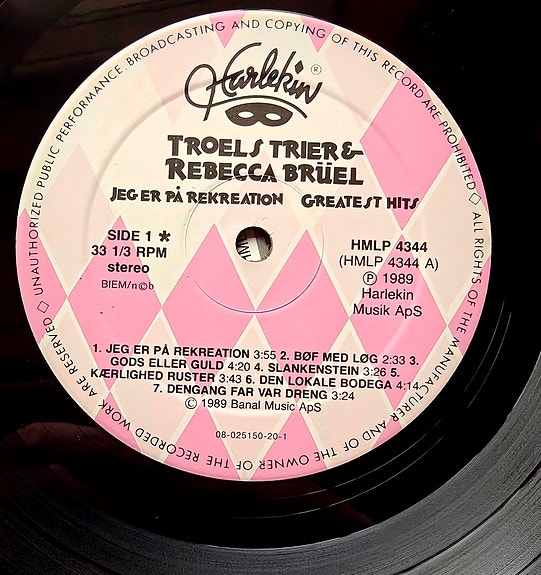 UNAUTHORIZED PUBLIC PERFORMANCE. BROADCASTING AND COPYING OF THIS RECORD ARE PROHIBITED ◇ ALL RIGHTS OF THE MANUFACTURER AND OF THE OWNER OF THE RECORDED WORK ARE RESERVED ◇
Harlekin ®
TROELS TRIER &
REBECCA BRÜEL
JEG ER PÅ REKREATION GREATEST HITS
SIDE 1 *
33 1/3 RPM
stereo
BIEM/n©b
HMLP 4344
(HMLP 4344 A)
℗ 1989
Harlekin
Musik ApS
1. JEG ER PÅ REKREATION 3:55 2. BØF MED LØG 2:33 3.
GODS ELLER GULD 4:20 4. SLANKENSTEIN 3:26 5.
KÆRLIGHED RUSTER 3:43 6. DEN LOKALE BODEGA 4:14
7. DENGANG FAR VAR DRENG 3:24
© 1989 Banal Music ApS
08-025150-20-1